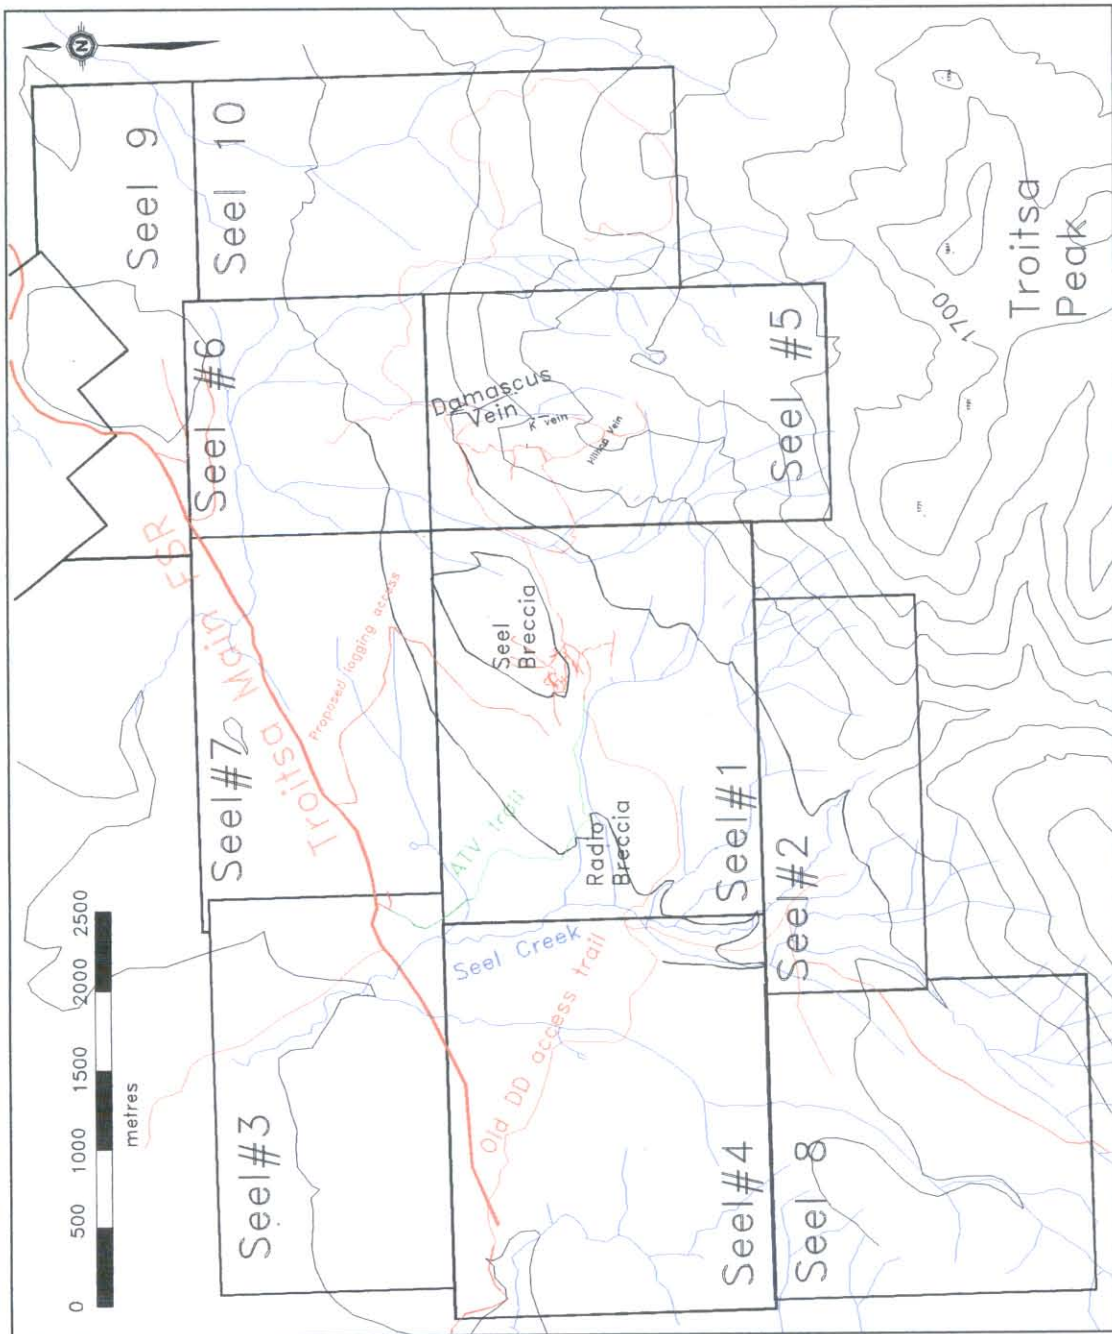 N
Seel 9
Seel 10
Seel #6
Troitsa Main FSR
Seel#7
Proposed logging access
Damascus
Vein
K vein
Seel #5
1700
Troitsa
Peak
Seel
Breccia
ATV trail
Radio
Breccia
Seel#1
Seel#2
Seel Creek
Old DD access trail
Seel#3
Seel#4
Seel 8
0 500 1000 1500 2000 2500
metres